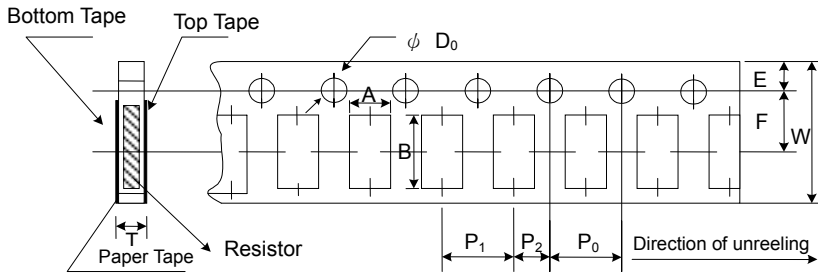 Bottom Tape
Top Tape
ψ D₀
A
E
F
W
B
T
Paper Tape
Resistor
P₁
P₂
P₀
Direction of unreeling